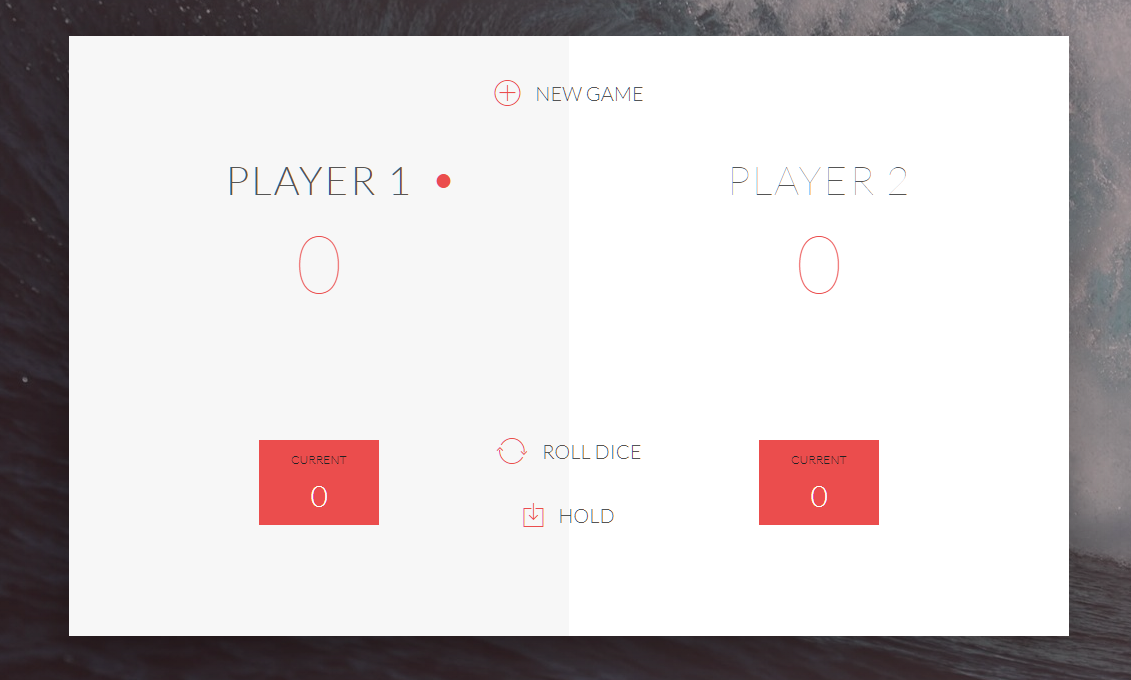 NEW GAME
PLAYER 1
0
PLAYER 2
0
CURRENT
0
ROLL DICE
HOLD
CURRENT
0